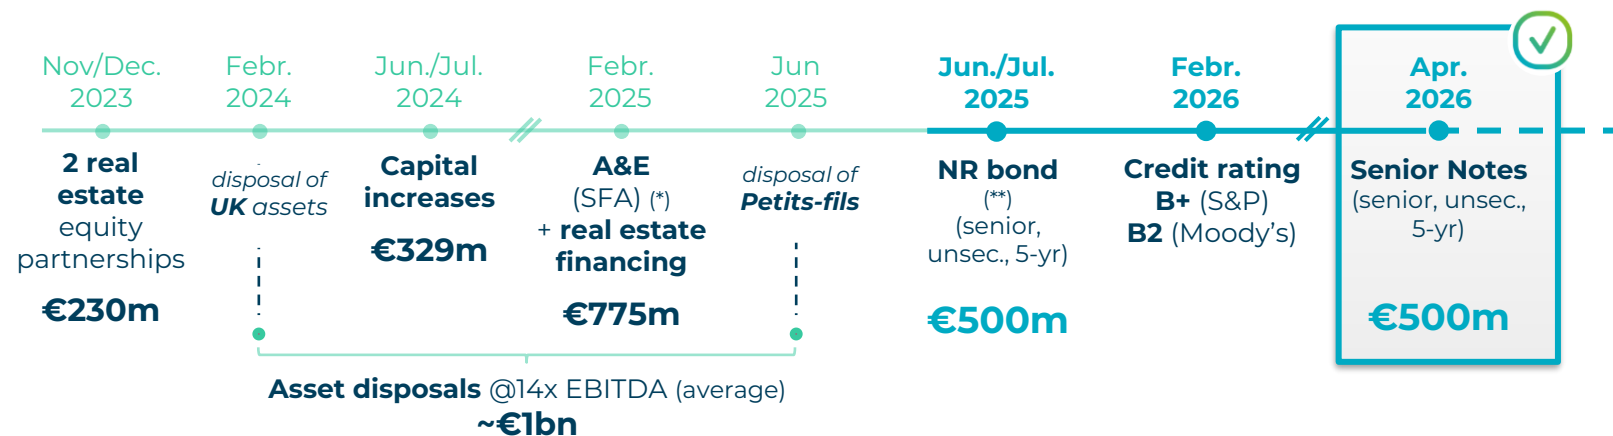 Nov/Dec.
2023
2 real
estate
equity
partnerships
€230m
Febr.
2024
disposal of
UK assets
Jun./Jul.
2024
Capital
increases
€329m
Febr.
2025
A&E
(SFA) (*)
+ real estate
financing
€775m
Jun
2025
disposal of
Petits-fils
Asset disposals @14x EBITDA (average)
~€1bn
Jun./Jul.
2025
NR bond
(**)
(senior,
unsec., 5-yr)
€500m
Febr.
2026
Credit rating
B+ (S&P)
B2 (Moody’s)
Apr.
2026
Senior Notes
(senior, unsec.,
5-yr)
€500m